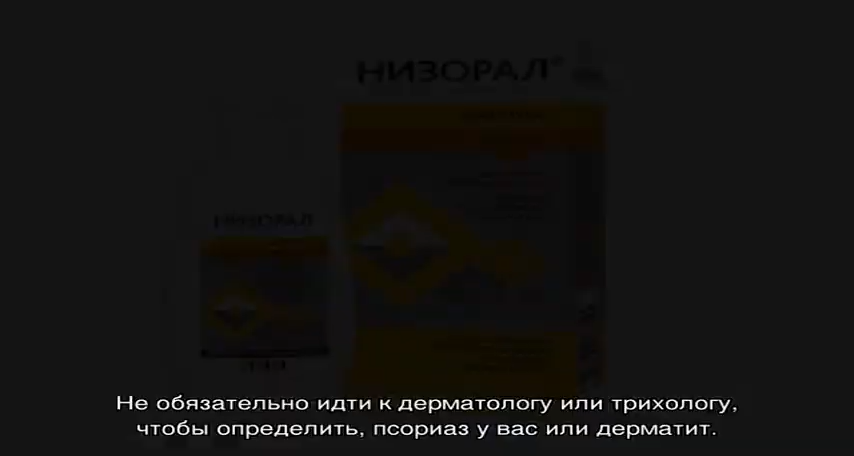 НИЗОРАЛ®
НИЗОРАЛ
Не обязательно идти к дерматологу или трихологу,
чтобы определить, псориаз у вас или дерматит.